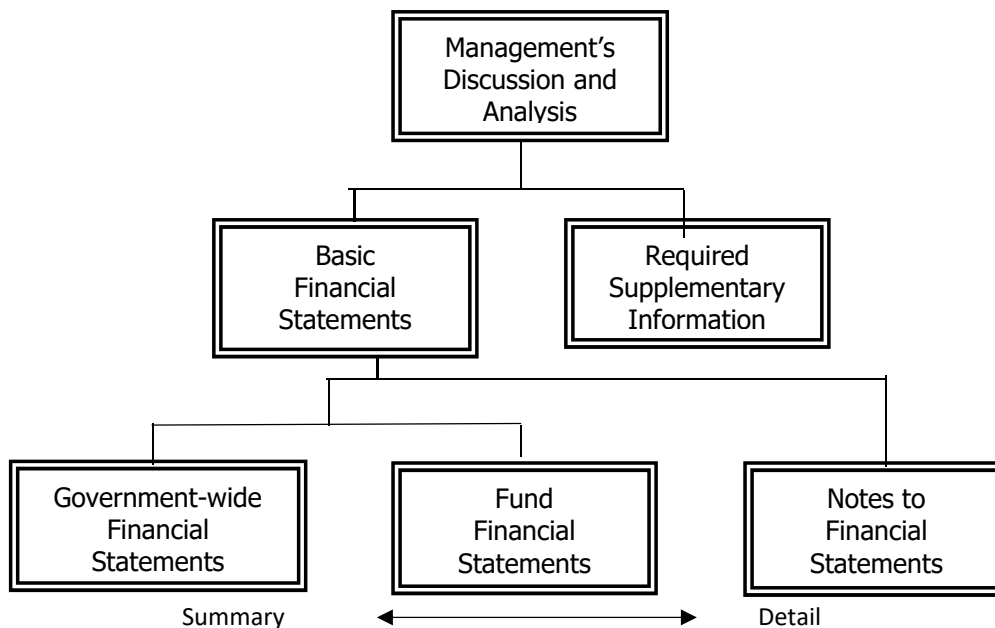 Management’s
Discussion and
Analysis
Basic
Financial
Statements
Required
Supplementary
Information
Government-wide
Financial
Statements
Fund
Financial
Statements
Notes to
Financial
Statements
Summary
Detail